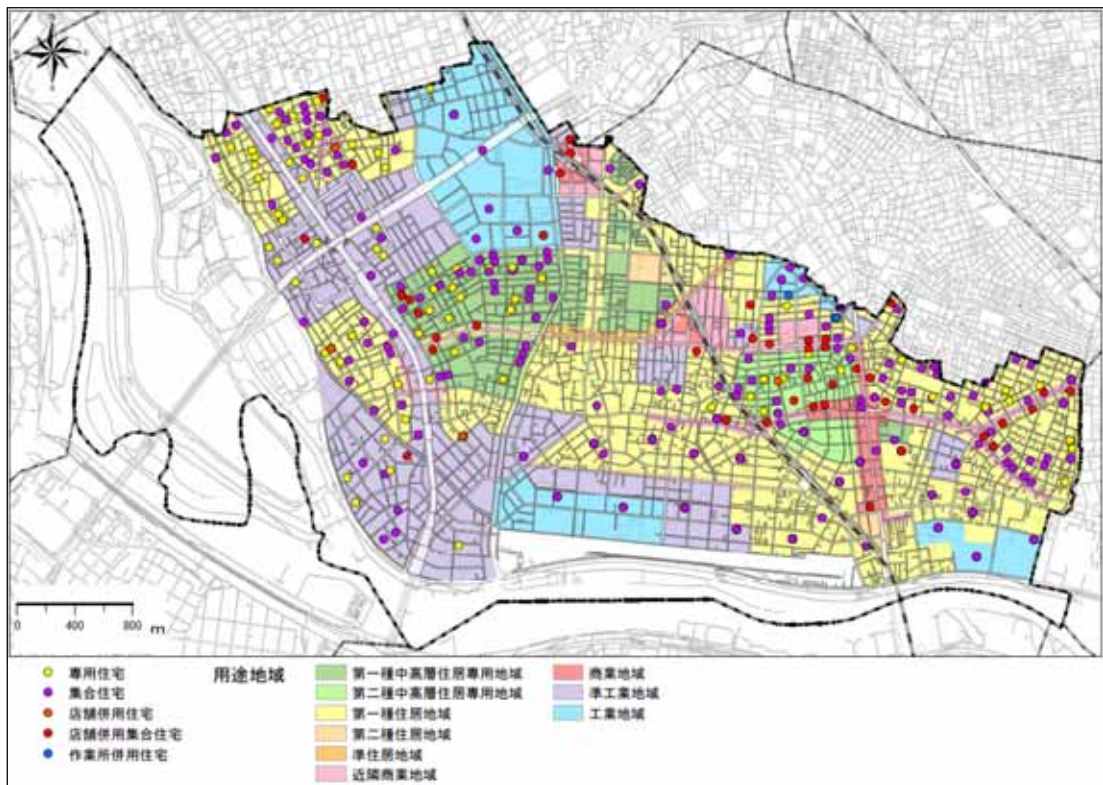 0 400 800 m
専用住宅
集合住宅
店舗併用住宅
店舗併用集合住宅
作業所併用住宅
用途地域
第一種中高層住居専用地域
第二種中高層住居専用地域
第一種住居地域
第二種住居地域
準住居地域
近隣商業地域
商業地域
準工業地域
工業地域